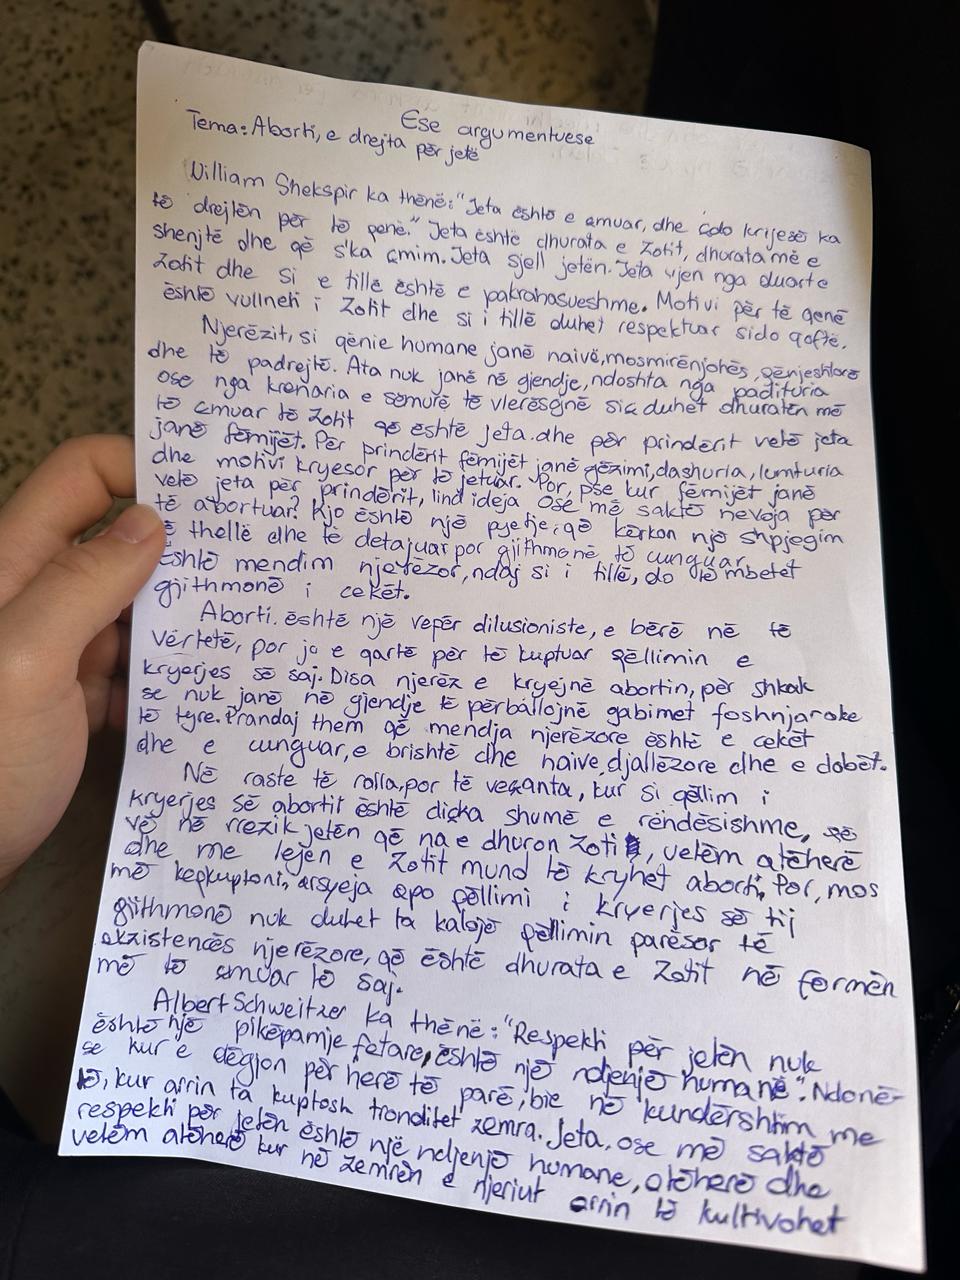 Ese argumentuese
Tema: Aborti, e drejta për jetë
William Shekspir ka thënë: "Jeta është e çmuar, dhe çdo krijesë ka
të drejtën për të qenë." Jeta është dhurata e Zotit, dhurata më e
shenjtë dhe që s'ka çmim. Jeta sjell jetën. Jeta vjen nga duart e
Zotit dhe si e tillë është e pakrahasueshme. Motivi për të qenë
është vullneti i Zotit dhe si i tillë duhet respektuar sido qoftë.
Njerëzit, si qënie humane janë naivë, mosmirënjohës, gënjeshtarë
dhe të padrejtë. Ata nuk janë në gjendje, ndoshta nga padituria
ose nga krenaria e sëmurë të vlerësojnë siç duhet dhuratën më
të çmuar të Zotit që është jeta. dhe për prindërit vetë jeta
janë fëmijët. Për prindërit fëmijët janë gëzimi, dashuria, lumturia
dhe motivi kryesor për të jetuar. Por, pse kur fëmijët janë
vetë jeta për prindërit, lind ideja ose më saktë nevoja për
të abortuar? Kjo është një pyetje, që kërkon një shpjegim
të thellë dhe të detajuar por gjithmonë të cunguar.
Është mendim njerëzor, ndaj si i tillë, do të mbetet
gjithmonë i cekët.
Aborti. është një vepër dilusioniste, e bërë në të
vërtetë, por jo e qartë për të kuptuar qëllimin e
kryerjes së saj. Disa njerëz e kryejnë abortin, për shkak
se nuk janë në gjendje të përballojnë gabimet foshnjarake
të tyre. Prandaj them që mendja njerëzore është e cekët
dhe e cunguar, e brishtë dhe naive, djallëzore dhe e dobët.
Në raste të rralla, por të veçanta, kur si qëllim i
kryerjes së abortit është diçka shumë e rëndësishme, që
vë në rrezik jetën që na e dhuron Zoti, vetëm atëherë
dhe me lejen e Zotit mund të kryhet aborti. Por, mos
më keqkuptoni, arsyeja apo qëllimi i kryerjes së tij
gjithmonë nuk duhet ta kalojë qëllimin parësor të
ekzistencës njerëzore, që është dhurata e Zotit në formën
më të çmuar të saj.
Albert Schweitzer ka thënë: "Respekti për jetën nuk
është një pikëpamje fetare, është një ndjenjë humane". Ndonë-
se kur e dëgjon për herë të parë, bie në kundërshtim me
të, kur arrin ta kuptosh tronditet zemra. Jeta, ose më saktë
respekti për jetën është një ndjenjë humane, atëherë dhe
vetëm atëherë kur në zemrën e njeriut arrin të kultivohet